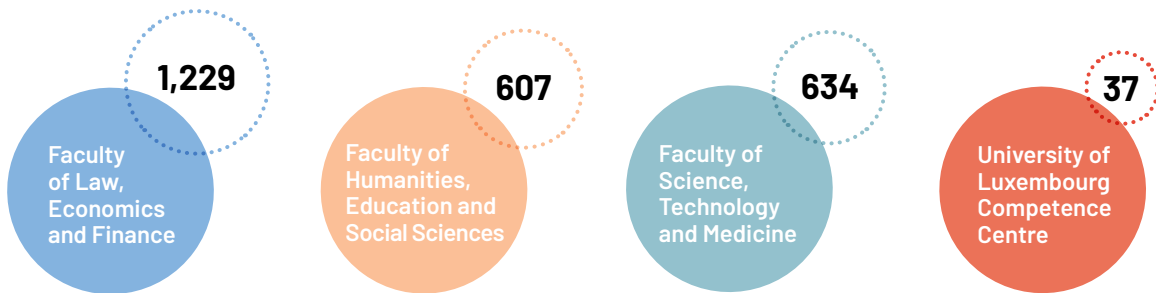 1,229
Faculty
of Law,
Economics
and Finance
607
Faculty of
Humanities,
Education and
Social Sciences
634
Faculty of
Science,
Technology
and Medicine
37
University of
Luxembourg
Competence
Centre